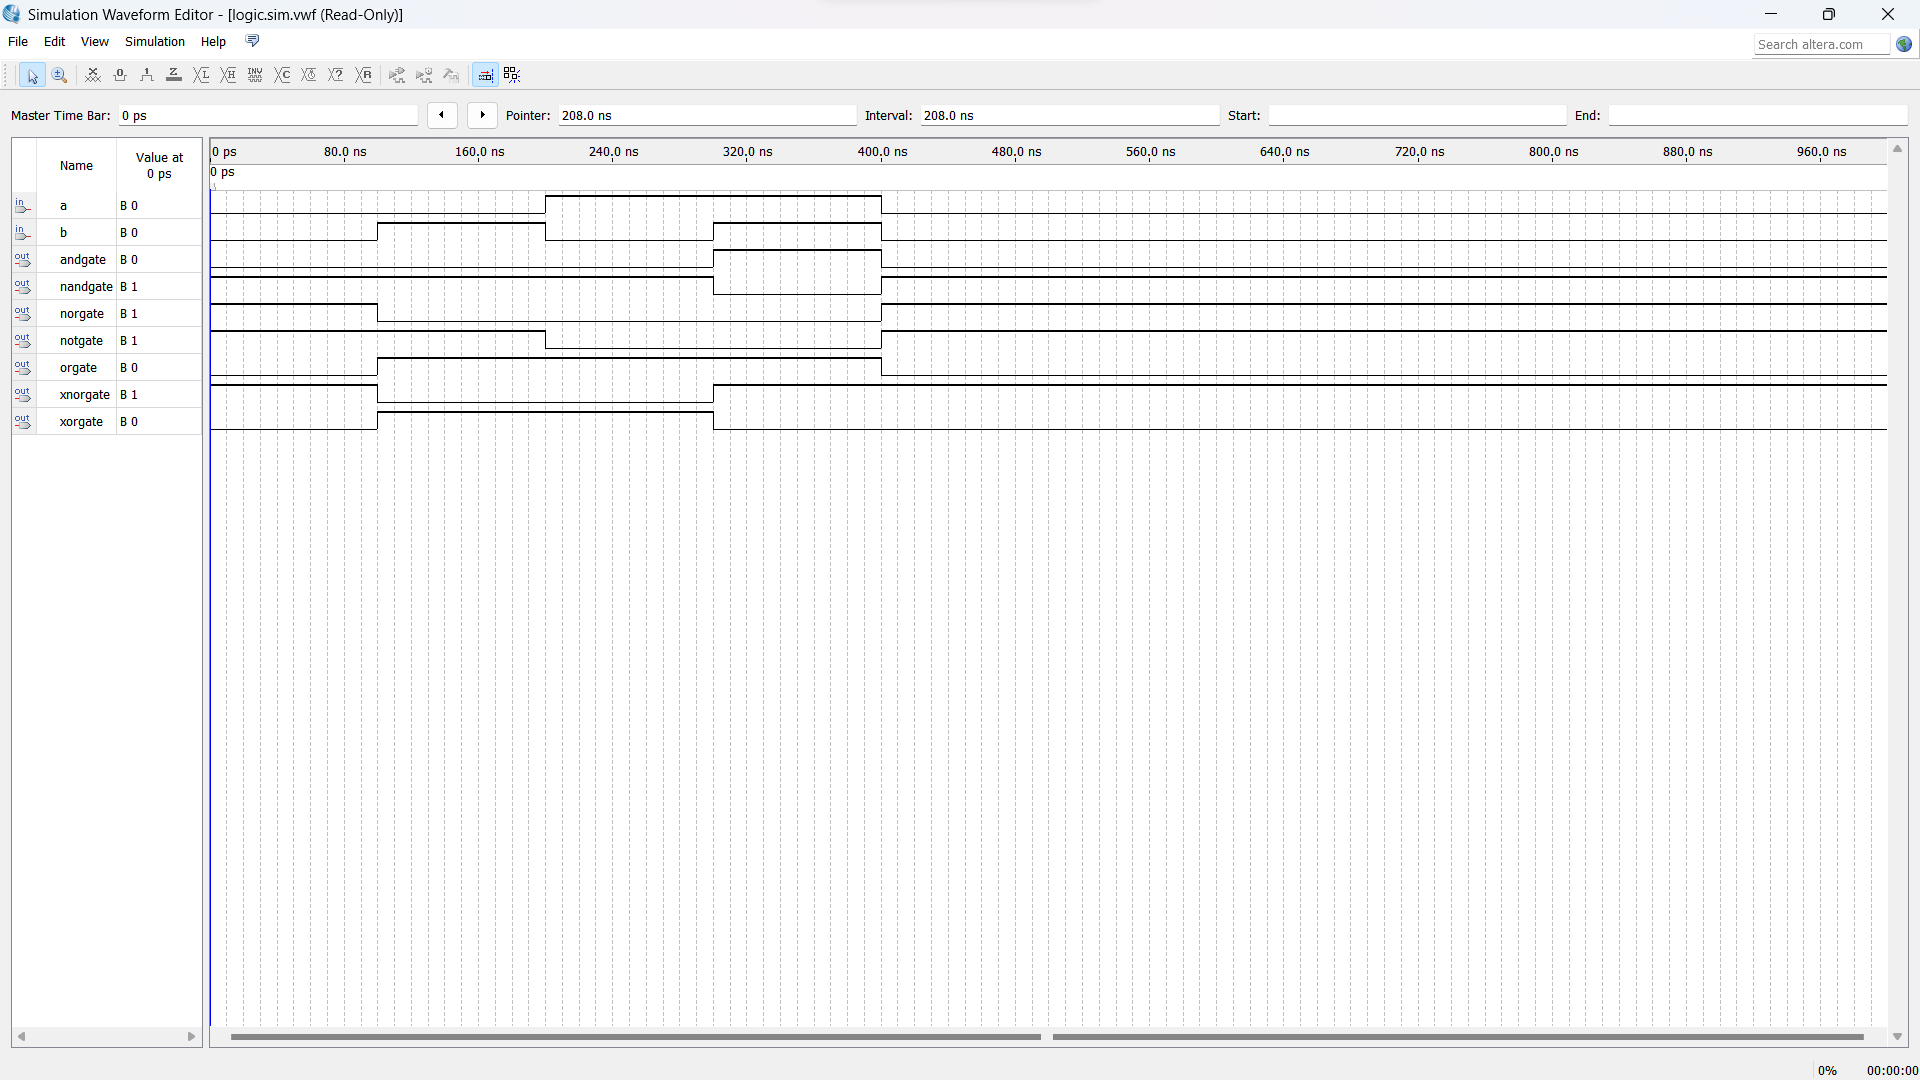 Simulation Waveform Editor - [logic.sim.vwf (Read-Only)]
File Edit View Simulation Help
Search altera.com
Master Time Bar: 0 ps Pointer: 208.0 ns Interval: 208.0 ns Start: End:
Name Value at 0 ps
0 ps 80.0 ns 160.0 ns 240.0 ns 320.0 ns 400.0 ns 480.0 ns 560.0 ns 640.0 ns 720.0 ns 800.0 ns 880.0 ns 960.0 ns
0 ps
in a B 0
in b B 0
out andgate B 0
out nandgate B 1
out norgate B 1
out notgate B 1
out orgate B 0
out xnorgate B 1
out xorgate B 0
0% 00:00:00